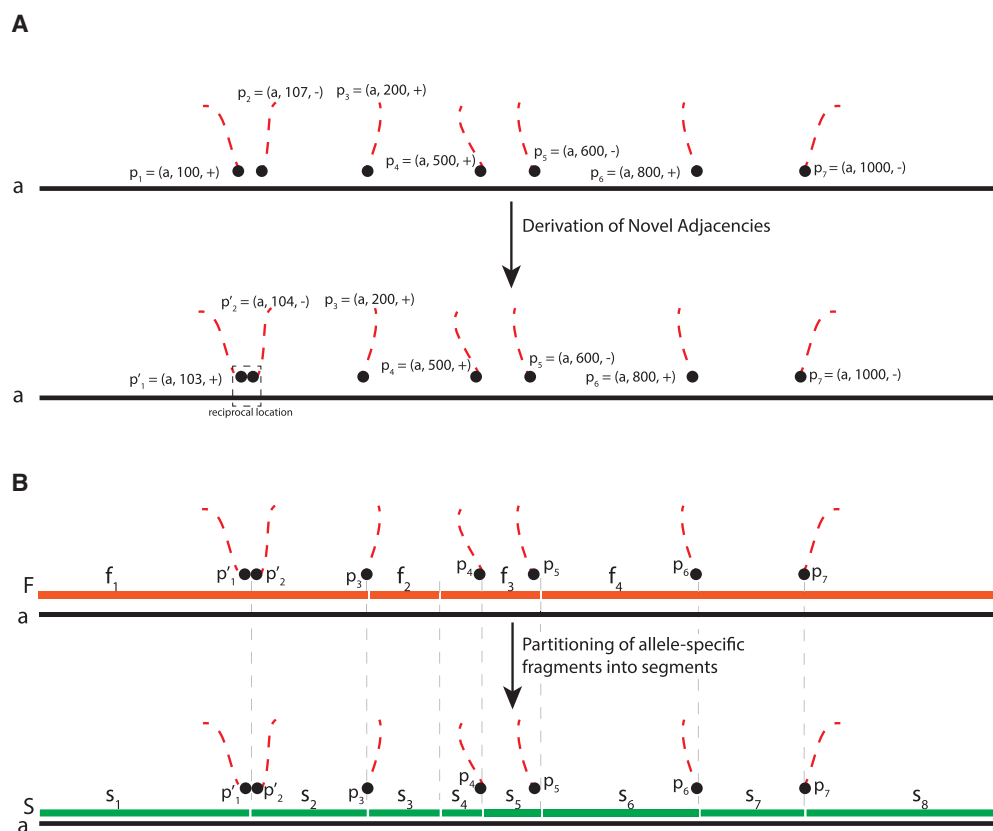 A
p₂ = (a, 107, -)
p₃ = (a, 200, +)
p₁ = (a, 100, +)
p₄ = (a, 500, +)
p₅ = (a, 600, -)
p₆ = (a, 800, +)
p₇ = (a, 1000, -)
a
Derivation of Novel Adjacencies
p′₂ = (a, 104, -)
p₃ = (a, 200, +)
p′₁ = (a, 103, +)
p₄ = (a, 500, +)
p₅ = (a, 600, -)
p₆ = (a, 800, +)
p₇ = (a, 1000, -)
a
reciprocal location
B
F f₁ p′₁ p′₂ p₃ f₂ p₄ f₃ p₅ f₄ p₆ p₇
a
Partitioning of allele-specific
fragments into segments
S s₁ p′₁ p′₂ s₂ p₃ s₃ p₄ s₄ s₅ p₅ s₆ p₆ s₇ p₇ s₈
a